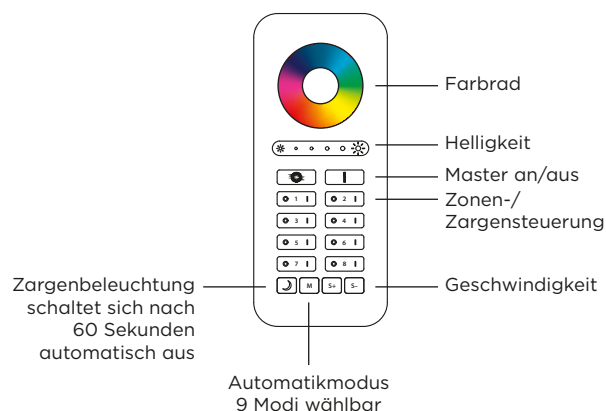 Farbrad
Helligkeit
Master an/aus
1 2
Zonen-/
Zargensteuerung
3 4
5 6
7 8
M S+ S-
Geschwindigkeit
Zargenbeleuchtung
schaltet sich nach
60 Sekunden
automatisch aus
Automatikmodus
9 Modi wählbar